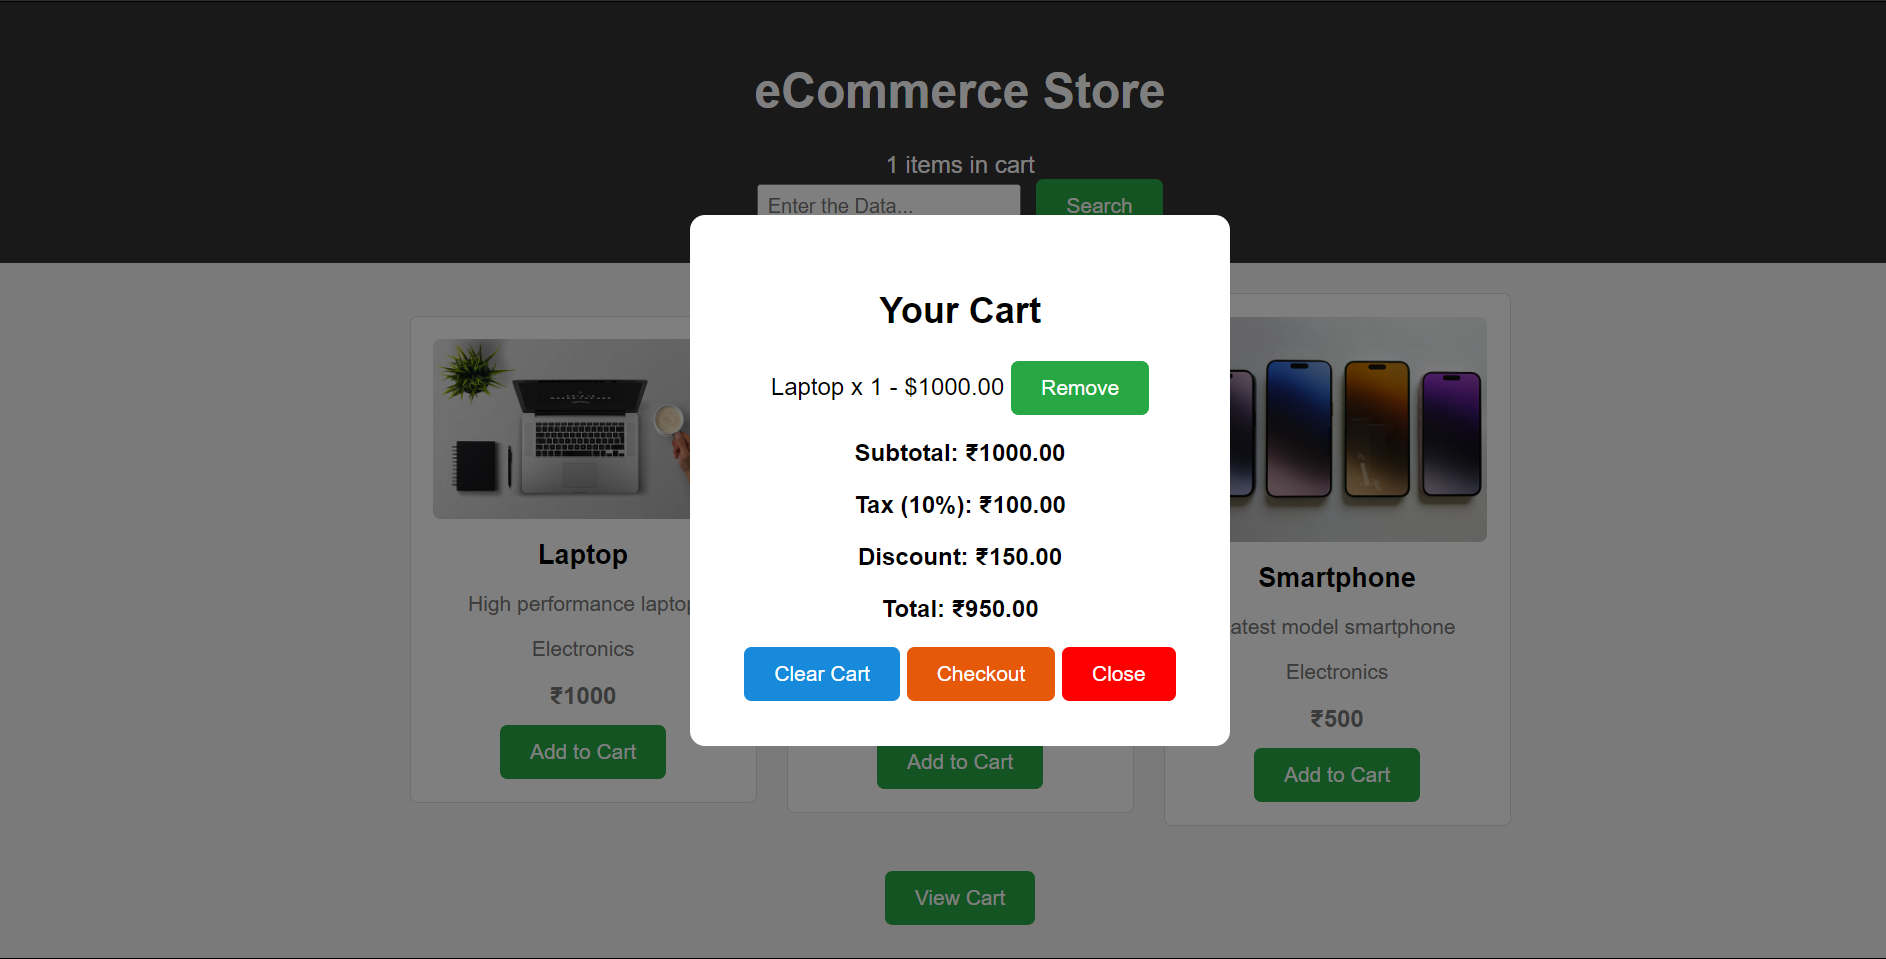 eCommerce Store
1 items in cart
Enter the Data...
Search
Your Cart
Laptop x 1 - $1000.00
Remove
Subtotal: ₹1000.00
Tax (10%): ₹100.00
Discount: ₹150.00
Total: ₹950.00
Clear Cart
Checkout
Close
Laptop
High performance laptop
Electronics
₹1000
Add to Cart
Add to Cart
Smartphone
atest model smartphone
Electronics
₹500
Add to Cart
View Cart